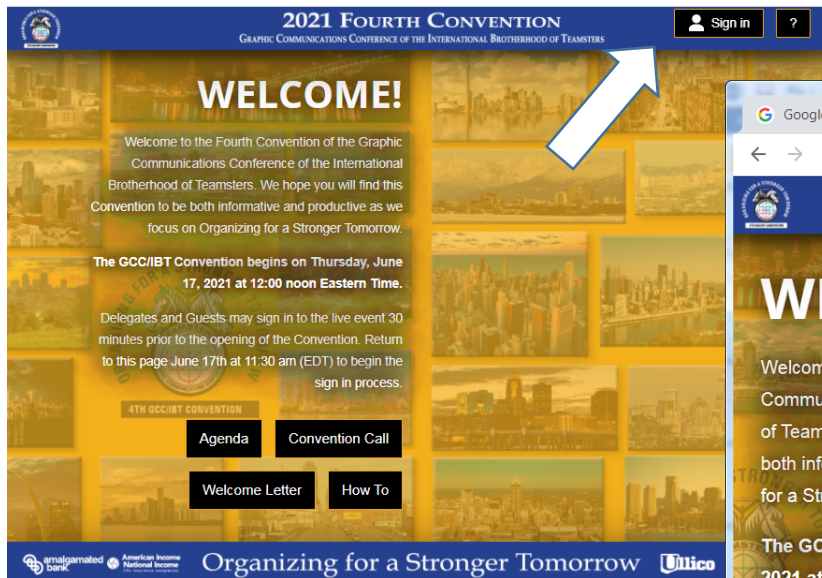 2021 Fourth Convention
Graphic Communications Conference of the International Brotherhood of Teamsters
Sign in
?
WELCOME!
Welcome to the Fourth Convention of the Graphic
Communications Conference of the International
Brotherhood of Teamsters. We hope you will find this
Convention to be both informative and productive as we
focus on Organizing for a Stronger Tomorrow.
The GCC/IBT Convention begins on Thursday, June
17, 2021 at 12:00 noon Eastern Time.
Delegates and Guests may sign in to the live event 30
minutes prior to the opening of the Convention. Return
to this page June 17th at 11:30 am (EDT) to begin the
sign in process.
4TH GCC/IBT CONVENTION
Agenda
Convention Call
Welcome Letter
How To
amalgamated
bank
American Income
National Income
life insurance companies
Organizing for a Stronger Tomorrow
Ullico
Googl
W
Welcom
Commu
of Team
both inf
for a St
The GC
2021 at